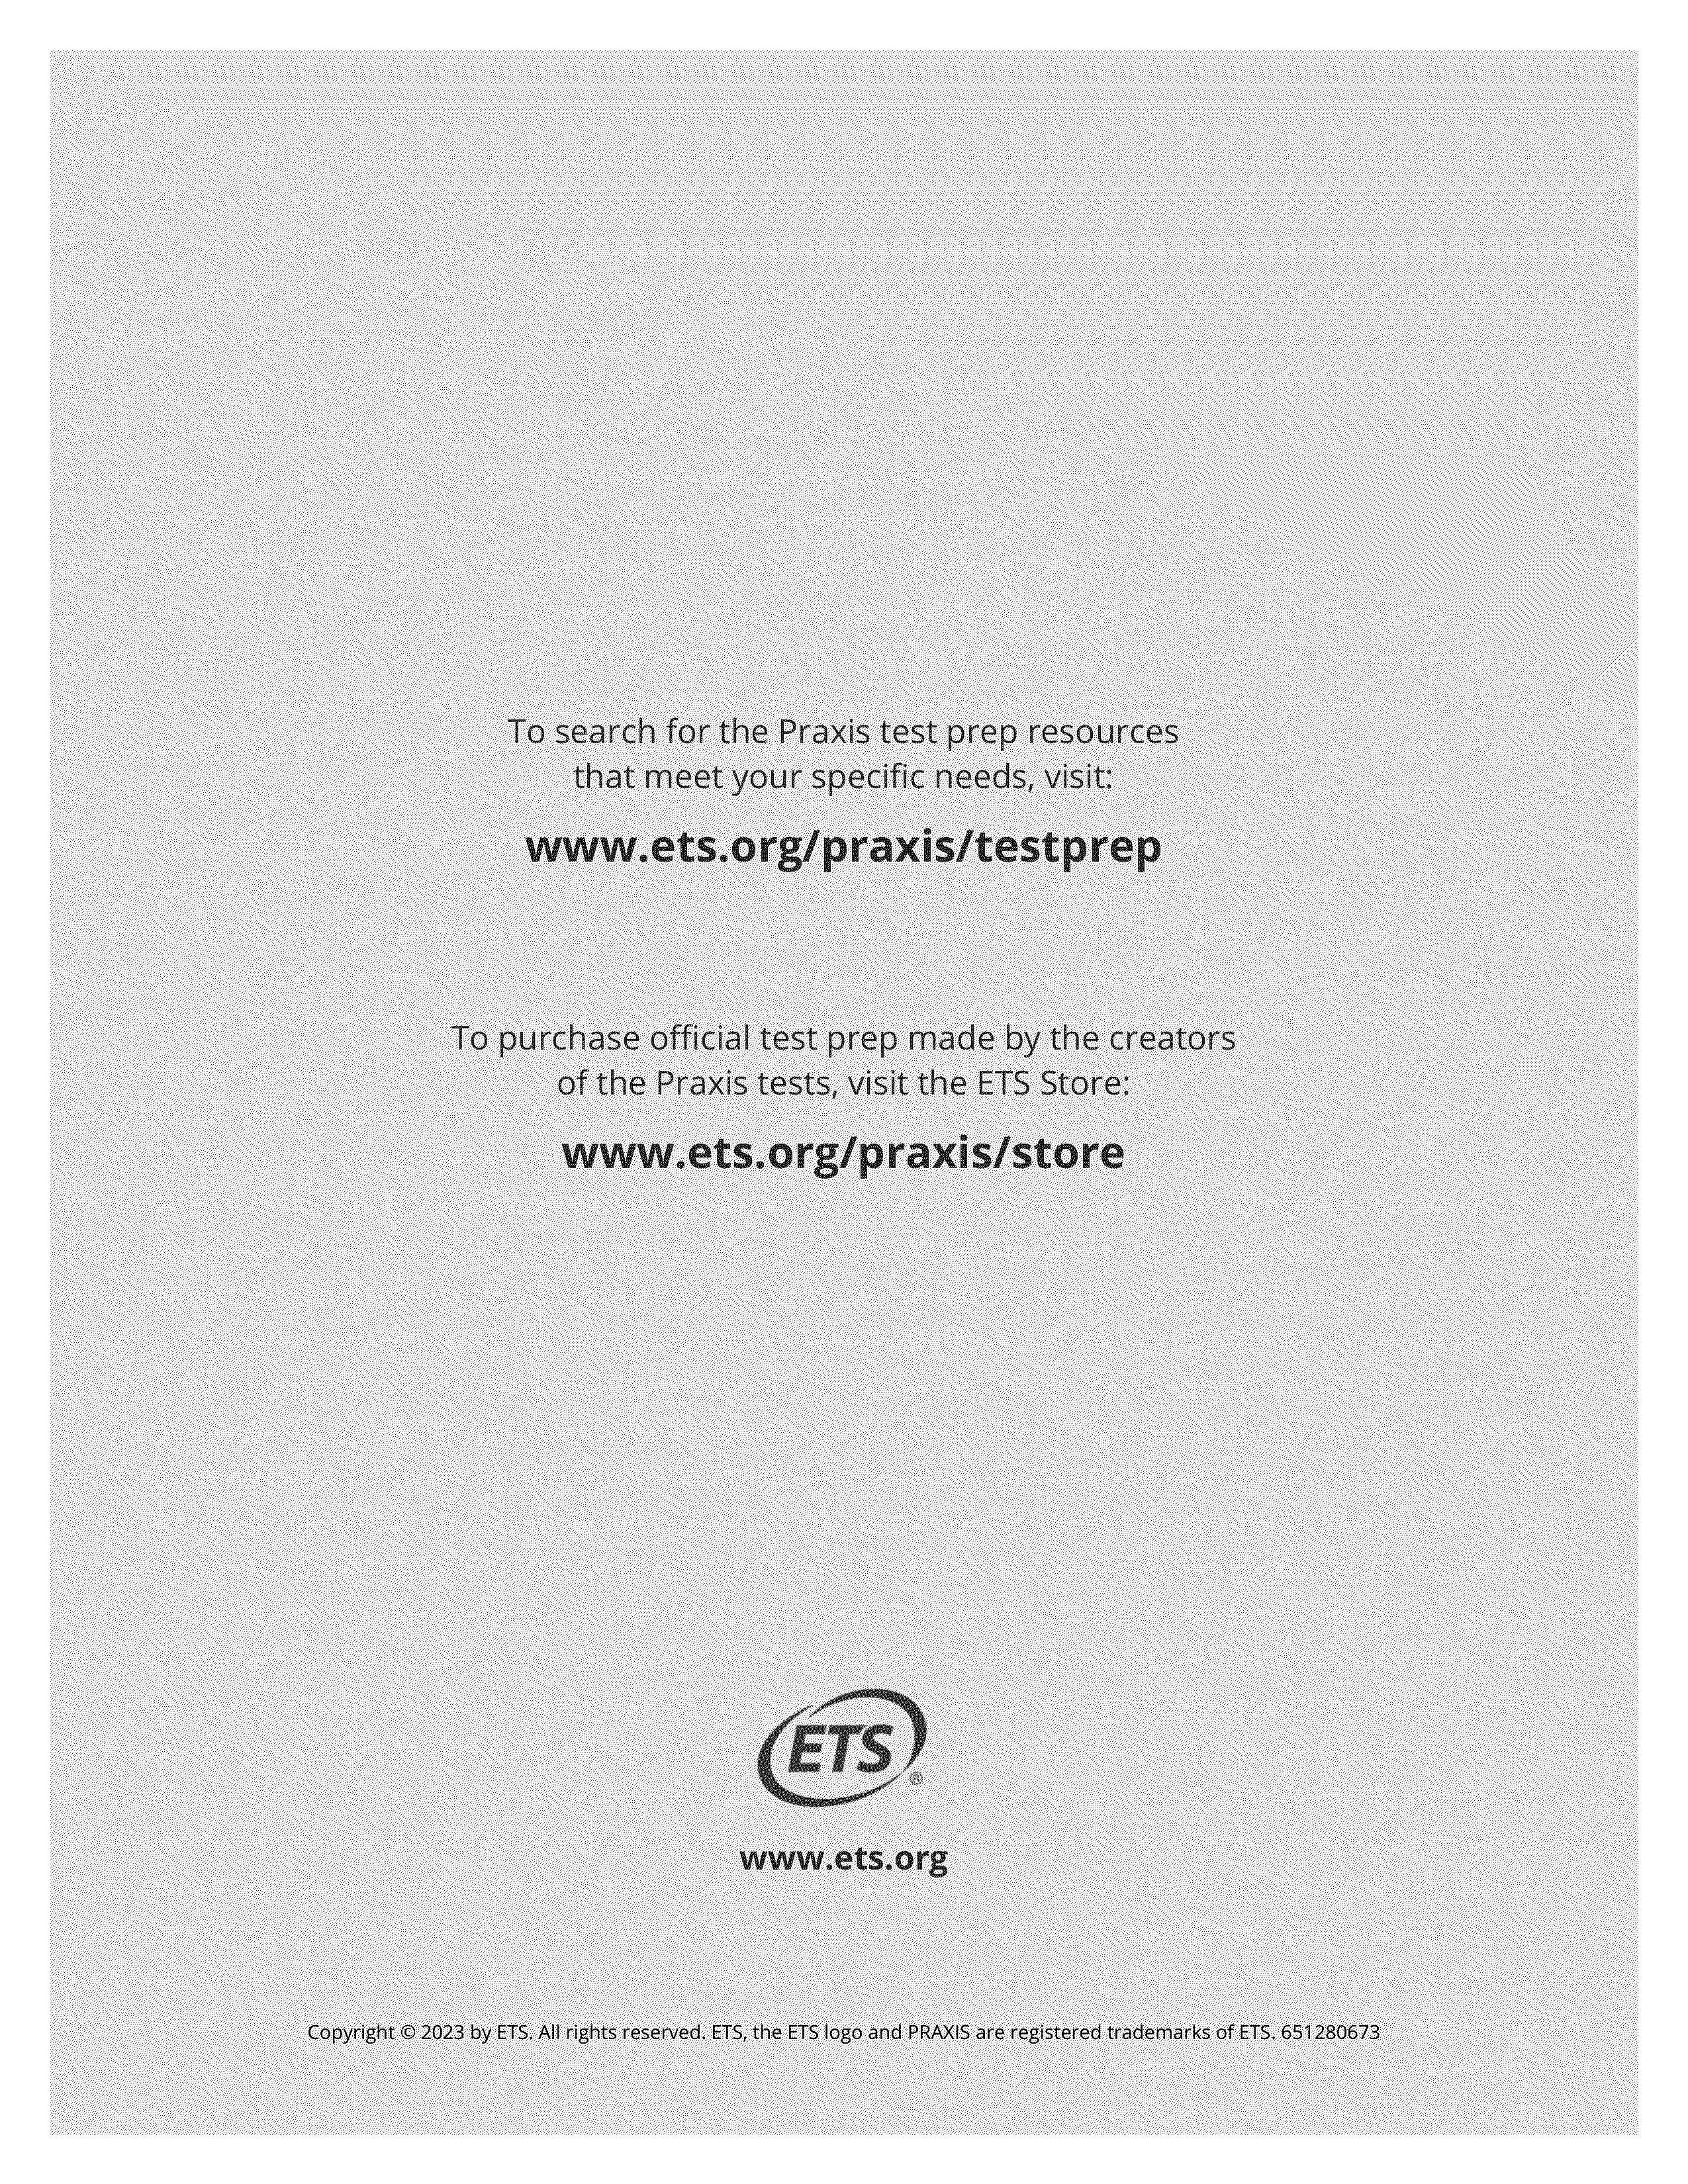 To search for the Praxis test prep resources
that meet your specific needs, visit:
www.ets.org/praxis/testprep
To purchase official test prep made by the creators
of the Praxis tests, visit the ETS Store:
www.ets.org/praxis/store
ETS®
www.ets.org
Copyright © 2023 by ETS. All rights reserved. ETS, the ETS logo and PRAXIS are registered trademarks of ETS. 651280673